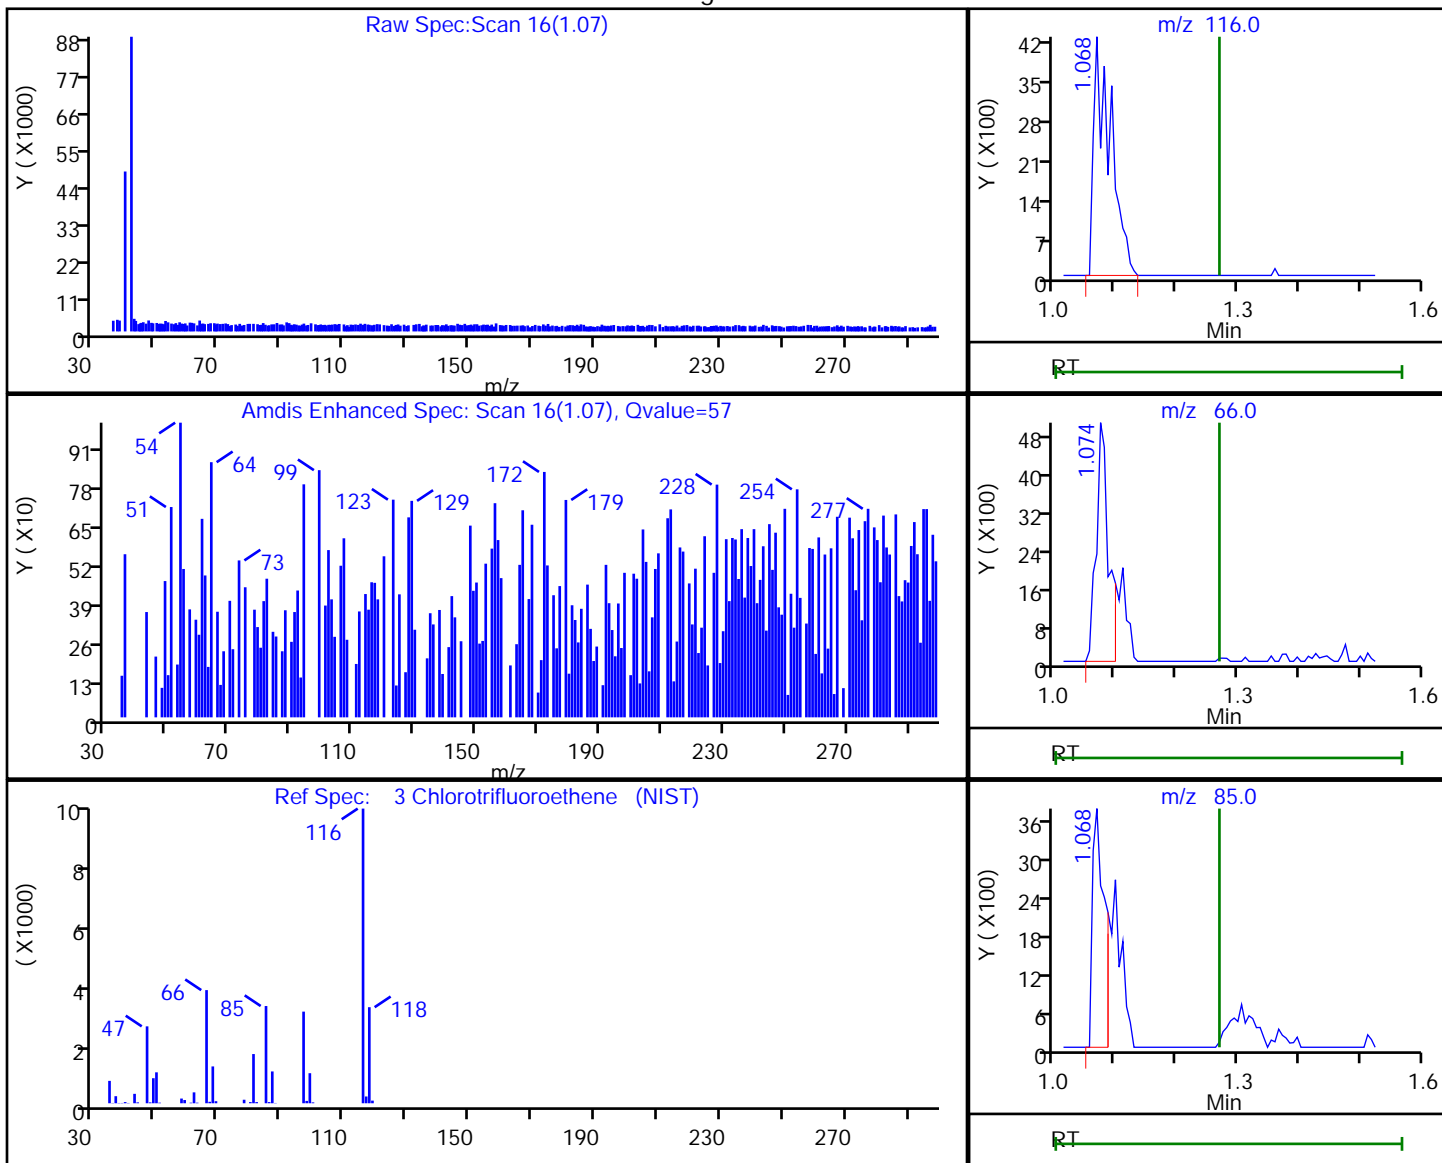 Raw Spec:Scan 16(1.07)
Y ( X1000)
88
77
66
55
44
33
22
11
0
30 70 110 150 190 230 270
m/z
m/z 116.0
1.068
Y ( X100)
42
35
28
21
14
7
0
1.0 1.3 1.6
Min
RT
Amdis Enhanced Spec: Scan 16(1.07), Qvalue=57
Y ( X10)
91
78
65
52
39
26
13
0
54
51
64
73
99
123
129
172
179
228
254
277
30 70 110 150 190 230 270
m/z
m/z 66.0
1.074
Y ( X100)
48
40
32
24
16
8
0
1.0 1.3 1.6
Min
RT
Ref Spec: 3 Chlorotrifluoroethene (NIST)
( X1000)
10
8
6
4
2
0
47
66
85
116
118
30 70 110 150 190 230 270
m/z 85.0
1.068
Y ( X100)
36
30
24
18
12
6
0
1.0 1.3 1.6
Min
RT